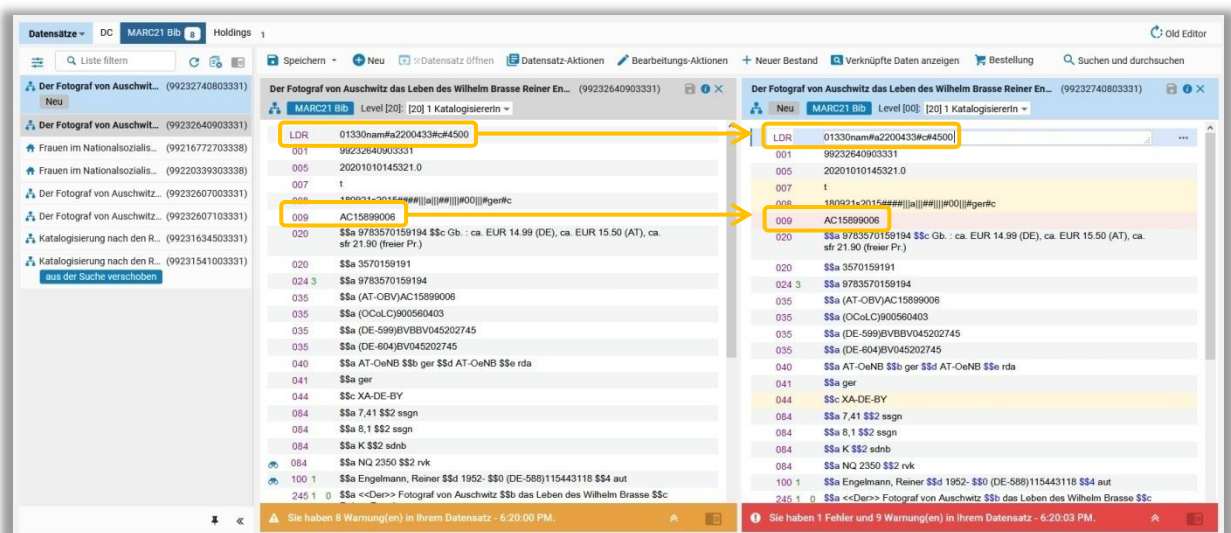 Datensätze DC MARC21 Bib 8 Holdings 1 Old Editor
Liste filtern
Speichern Neu Datensatz öffnen Datensatz-Aktionen Bearbeitungs-Aktionen Neuer Bestand Verknüpfte Daten anzeigen Bestellung Suchen und durchsuchen
Der Fotograf von Auschwit... (99232740803331)
Neu
Der Fotograf von Auschwit... (99232640903331)
Frauen im Nationalsozialis... (99216772703338)
Frauen im Nationalsozialis... (99220339303338)
Der Fotograf von Auschwitz... (99232607003331)
Der Fotograf von Auschwitz... (99232607103331)
Katalogisierung nach den R... (99231634503331)
Katalogisierung nach den R... (99231541003331)
aus der Suche verschoben
Der Fotograf von Auschwitz das Leben des Wilhelm Brasse Reiner En... (99232640903331)
MARC21 Bib Level [20]: [20] 1 KatalogisiererIn
LDR 01330nam#a2200433#c#4500
001 99232640903331
005 20201010145321.0
007 t
008 180921s2015####|||a|||##||||#00|||#ger#c
009 AC15899006
020 $$a 9783570159194 $$c Gb. : ca. EUR 14.99 (DE), ca. EUR 15.50 (AT), ca.
sfr 21.90 (freier Pr.)
020 $$a 3570159191
024 3 $$a 9783570159194
035 $$a (AT-OBV)AC15899006
035 $$a (OCoLC)900560403
035 $$a (DE-599)BVBBV045202745
035 $$a (DE-604)BV045202745
040 $$a AT-OeNB $$b ger $$d AT-OeNB $$e rda
041 $$a ger
044 $$c XA-DE-BY
084 $$a 7,41 $$2 ssgn
084 $$a 8,1 $$2 ssgn
084 $$a K $$2 sdnb
084 $$a NQ 2350 $$2 rvk
100 1 $$a Engelmann, Reiner $$d 1952- $$0 (DE-588)115443118 $$4 aut
245 1 0 $$a <<Der>> Fotograf von Auschwitz $$b das Leben des Wilhelm Brasse $$c
Sie haben 8 Warnung(en) in Ihrem Datensatz - 6:20:00 PM.
Der Fotograf von Auschwitz das Leben des Wilhelm Brasse Reiner En... (99232740803331)
Neu MARC21 Bib Level [00]: [20] 1 KatalogisiererIn
LDR 01330nam#a2200433#c#4500
001 99232640903331
005 20201010145321.0
007 t
008 180921s2015####|||a|||##||||#00|||#ger#c
009 AC15899006
020 $$a 9783570159194 $$c Gb. : ca. EUR 14.99 (DE), ca. EUR 15.50 (AT), ca.
sfr 21.90 (freier Pr.)
020 $$a 3570159191
024 3 $$a 9783570159194
035 $$a (AT-OBV)AC15899006
035 $$a (OCoLC)900560403
035 $$a (DE-599)BVBBV045202745
035 $$a (DE-604)BV045202745
040 $$a AT-OeNB $$b ger $$d AT-OeNB $$e rda
041 $$a ger
044 $$c XA-DE-BY
084 $$a 7,41 $$2 ssgn
084 $$a 8,1 $$2 ssgn
084 $$a K $$2 sdnb
084 $$a NQ 2350 $$2 rvk
100 1 $$a Engelmann, Reiner $$d 1952- $$0 (DE-588)115443118 $$4 aut
245 1 0 $$a <<Der>> Fotograf von Auschwitz $$b das Leben des Wilhelm Brasse $$c
Sie haben 1 Fehler und 9 Warnung(en) in Ihrem Datensatz - 6:20:03 PM.